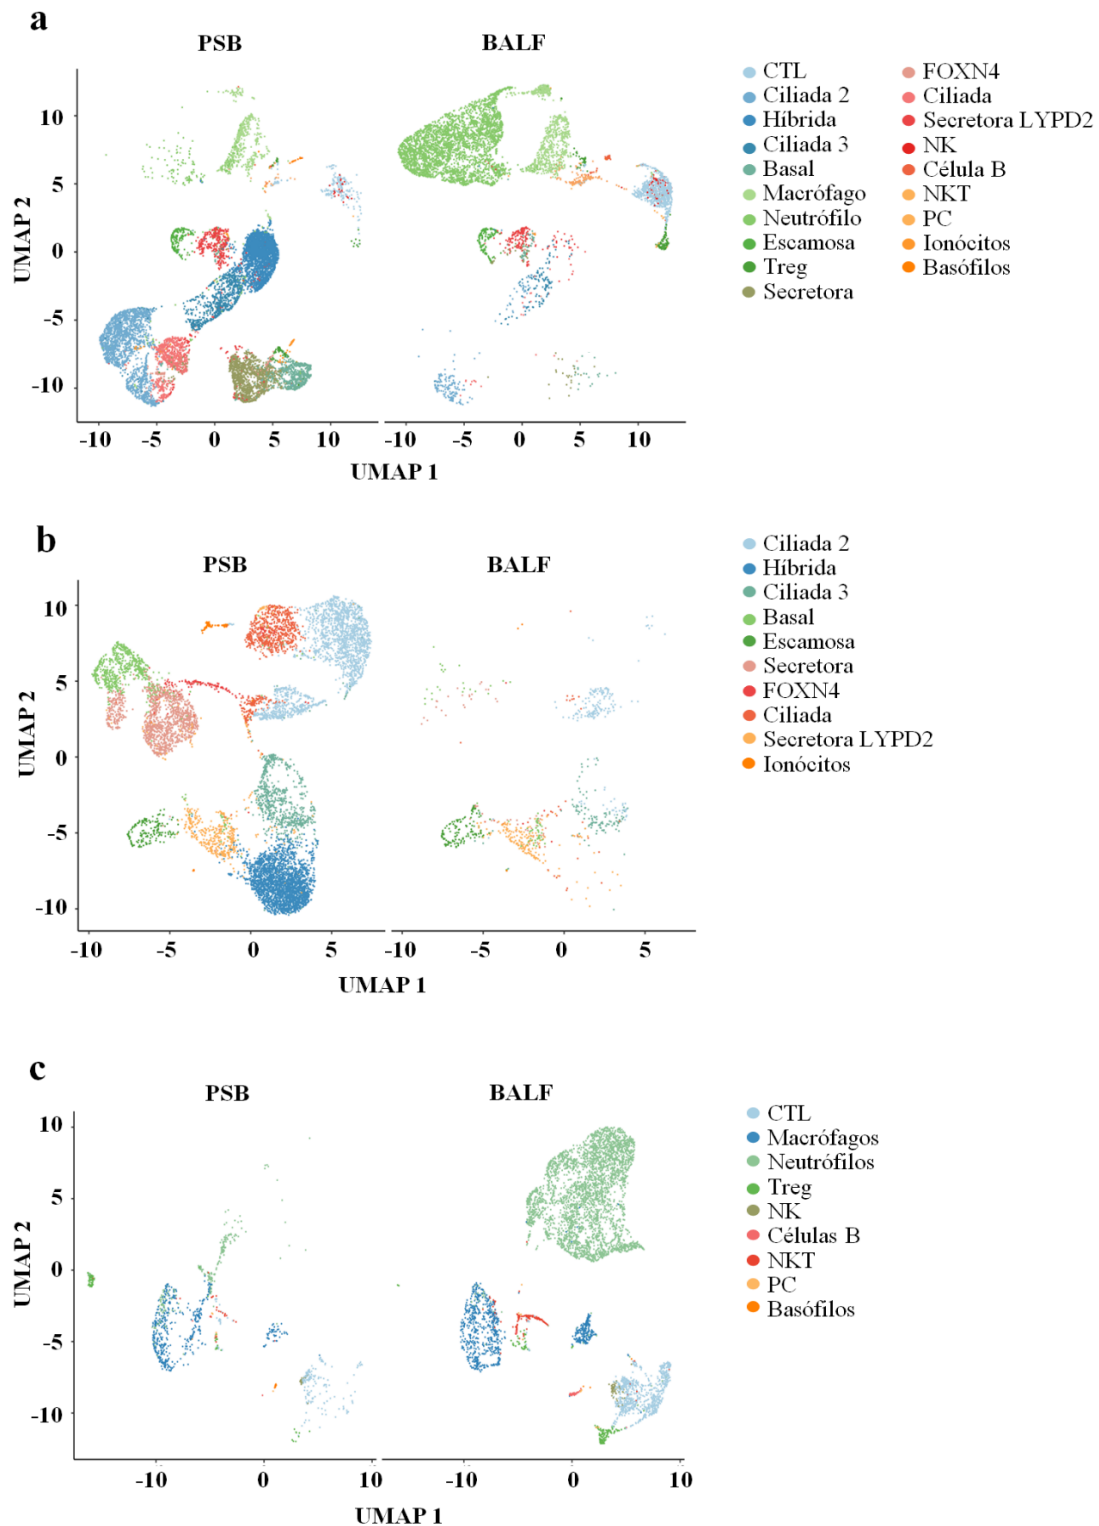 a
PSB
BALF
10
5
0
-5
-10
UMAP 2
-10
-5
0
5
10
-10
-5
0
5
10
UMAP 1
CTL
Ciliada 2
Híbrida
Ciliada 3
Basal
Macrófago
Neutrófilo
Escamosa
Treg
Secretora
FOXN4
Ciliada
Secretora LYPD2
NK
Célula B
NKT
PC
Ionócitos
Basófilos
b
PSB
BALF
10
5
0
-5
-10
UMAP 2
-10
-5
0
5
-10
-5
0
5
UMAP 1
Ciliada 2
Híbrida
Ciliada 3
Basal
Escamosa
Secretora
FOXN4
Ciliada
Secretora LYPD2
Ionócitos
c
PSB
BALF
10
5
0
-5
-10
UMAP 2
-10
0
10
-10
0
10
UMAP 1
CTL
Macrófagos
Neutrófilos
Treg
NK
Células B
NKT
PC
Basófilos